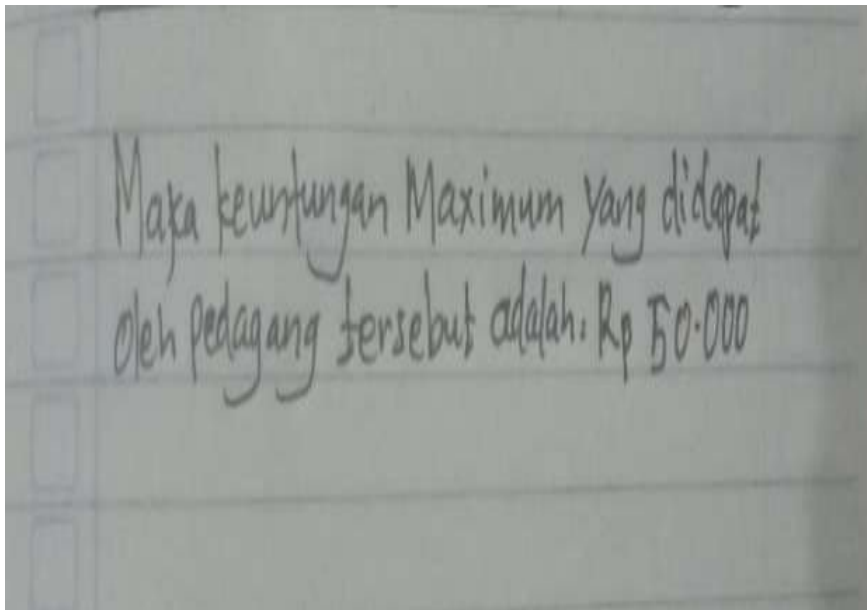 Maka keuntungan Maximum yang didapat
oleh pedagang tersebut adalah: Rp 50.000